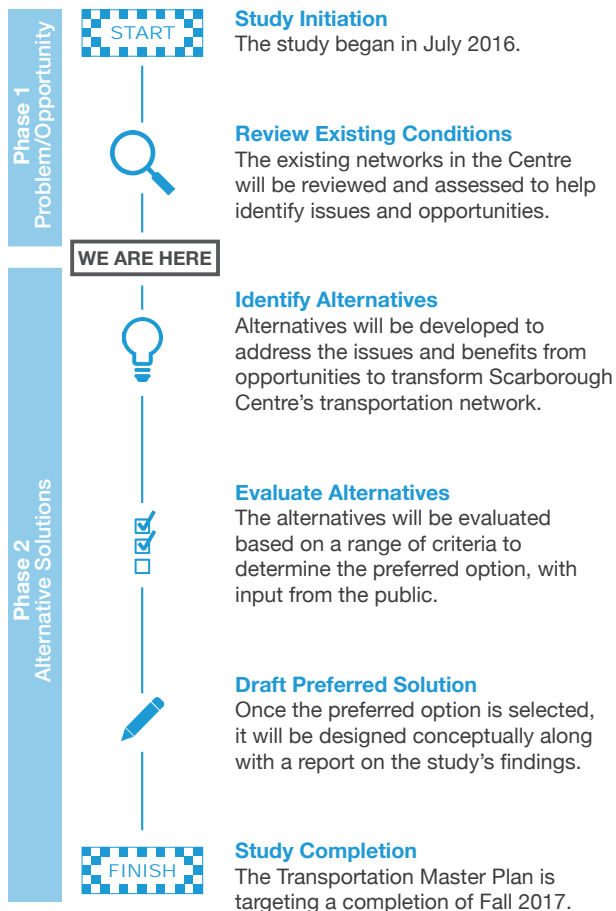 Phase 1
Problem/Opportunity
START
Study Initiation
The study began in July 2016.
Review Existing Conditions
The existing networks in the Centre
will be reviewed and assessed to help
identify issues and opportunities.
WE ARE HERE
Phase 2
Alternative Solutions
Identify Alternatives
Alternatives will be developed to
address the issues and benefits from
opportunities to transform Scarborough
Centre's transportation network.
Evaluate Alternatives
The alternatives will be evaluated
based on a range of criteria to
determine the preferred option, with
input from the public.
Draft Preferred Solution
Once the preferred option is selected,
it will be designed conceptually along
with a report on the study's findings.
FINISH
Study Completion
The Transportation Master Plan is
targeting a completion of Fall 2017.